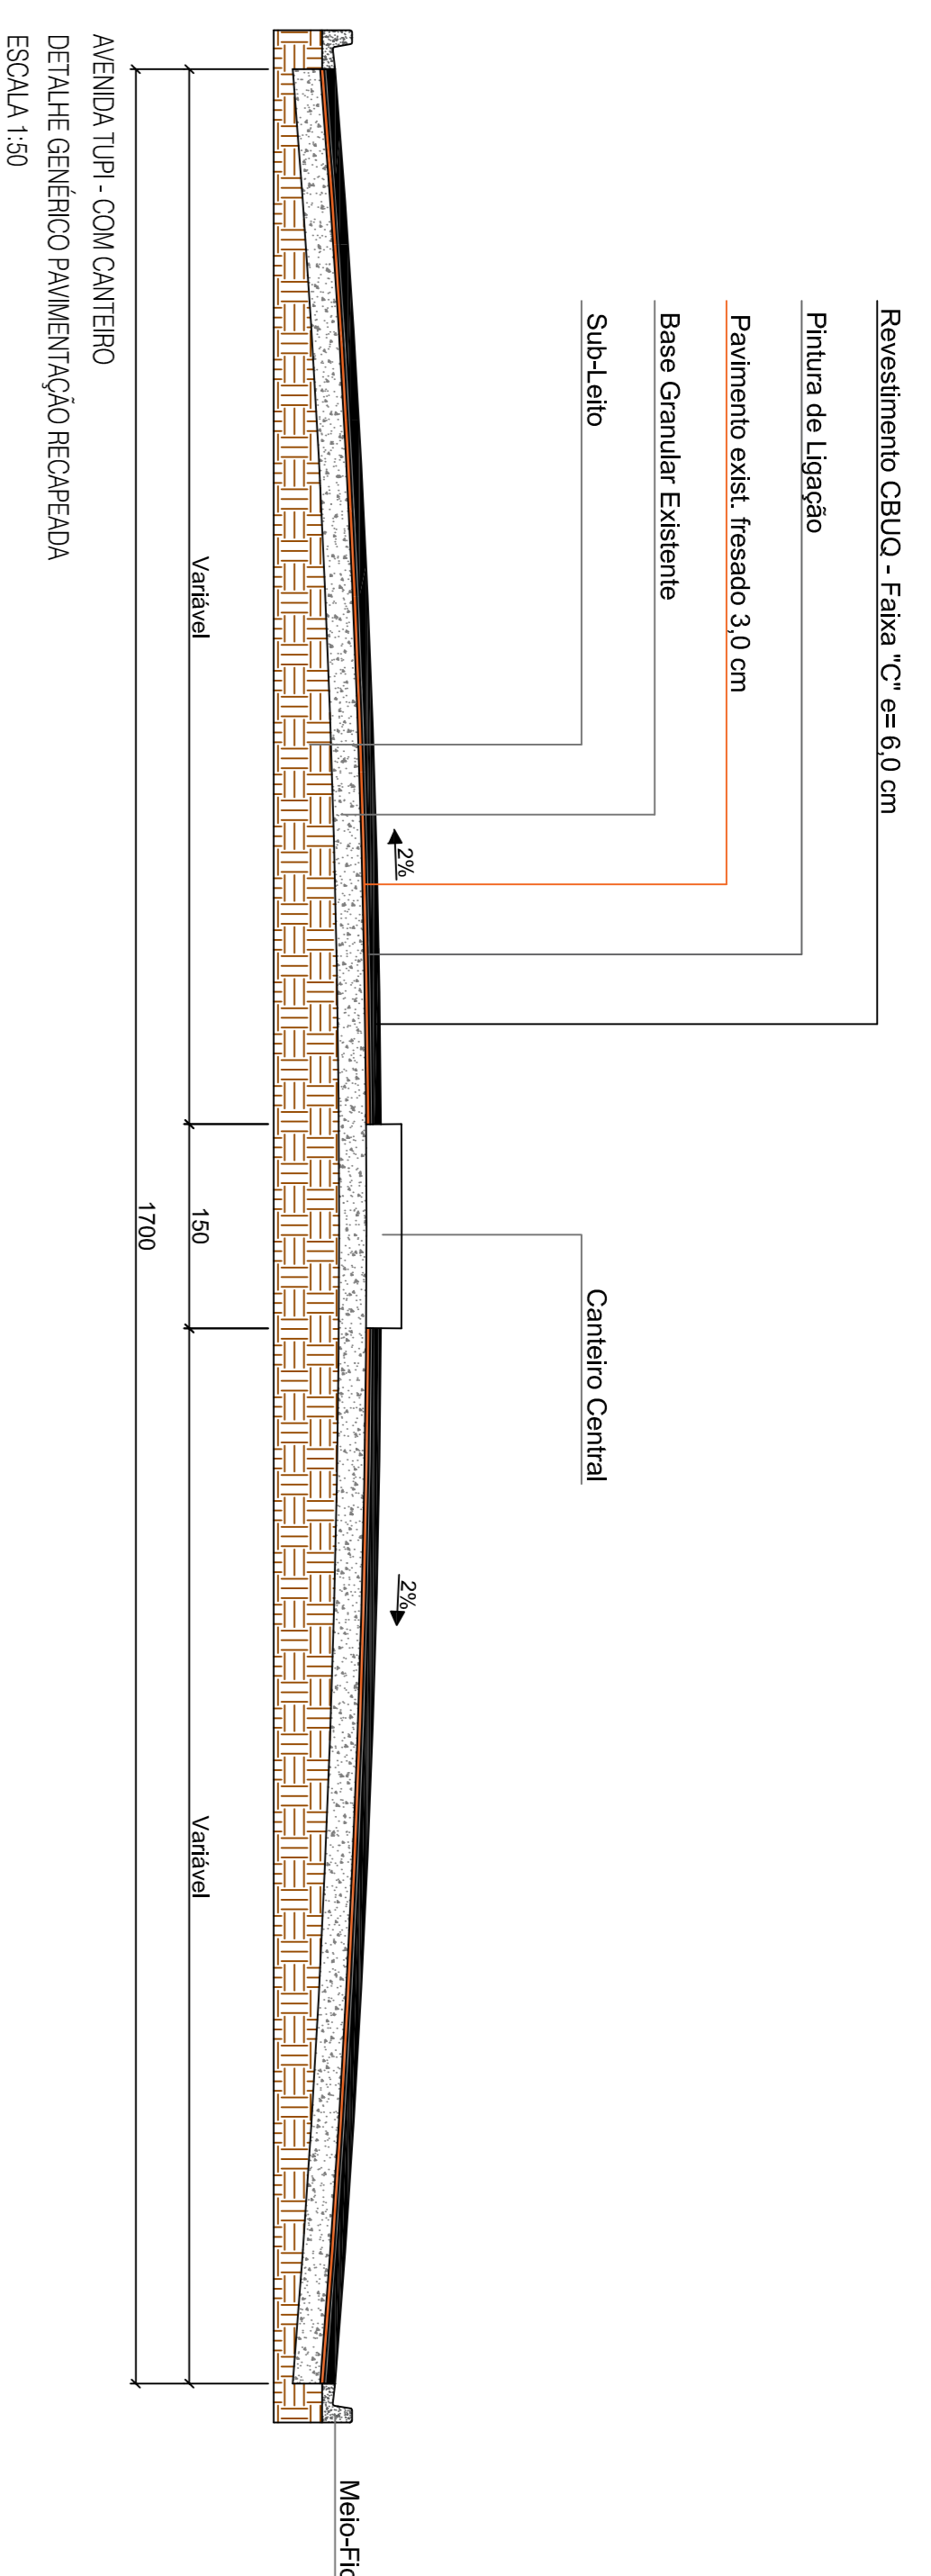 Revestimento CBUQ - Faixa "C" e= 6,0 cm
Pintura de Ligação
Pavimento exist. fresado 3,0 cm
Base Granular Existente
Sub-Leito
Canteiro Central
2%
2%
Meio-Fio
Variável
150
Variável
1700
AVENIDA TUPI - COM CANTEIRO
DETALHE GENÉRICO PAVIMENTAÇÃO RECAPEADA
ESCALA 1:50